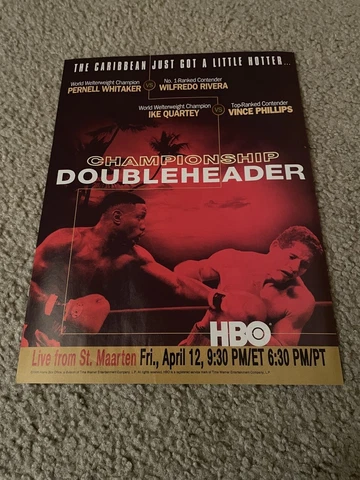 THE CARIBBEAN JUST GOT A LITTLE HOTTER...
World Welterweight Champion
PERNELL WHITAKER
VS
No. 1-Ranked Contender
WILFREDO RIVERA
World Welterweight Champion
IKE QUARTEY
VS
Top-Ranked Contender
VINCE PHILLIPS
CHAMPIONSHIP
DOUBLEHEADER
HBO
Live from St. Maarten Fri., April 12, 9:30 PM/ET 6:30 PM/PT